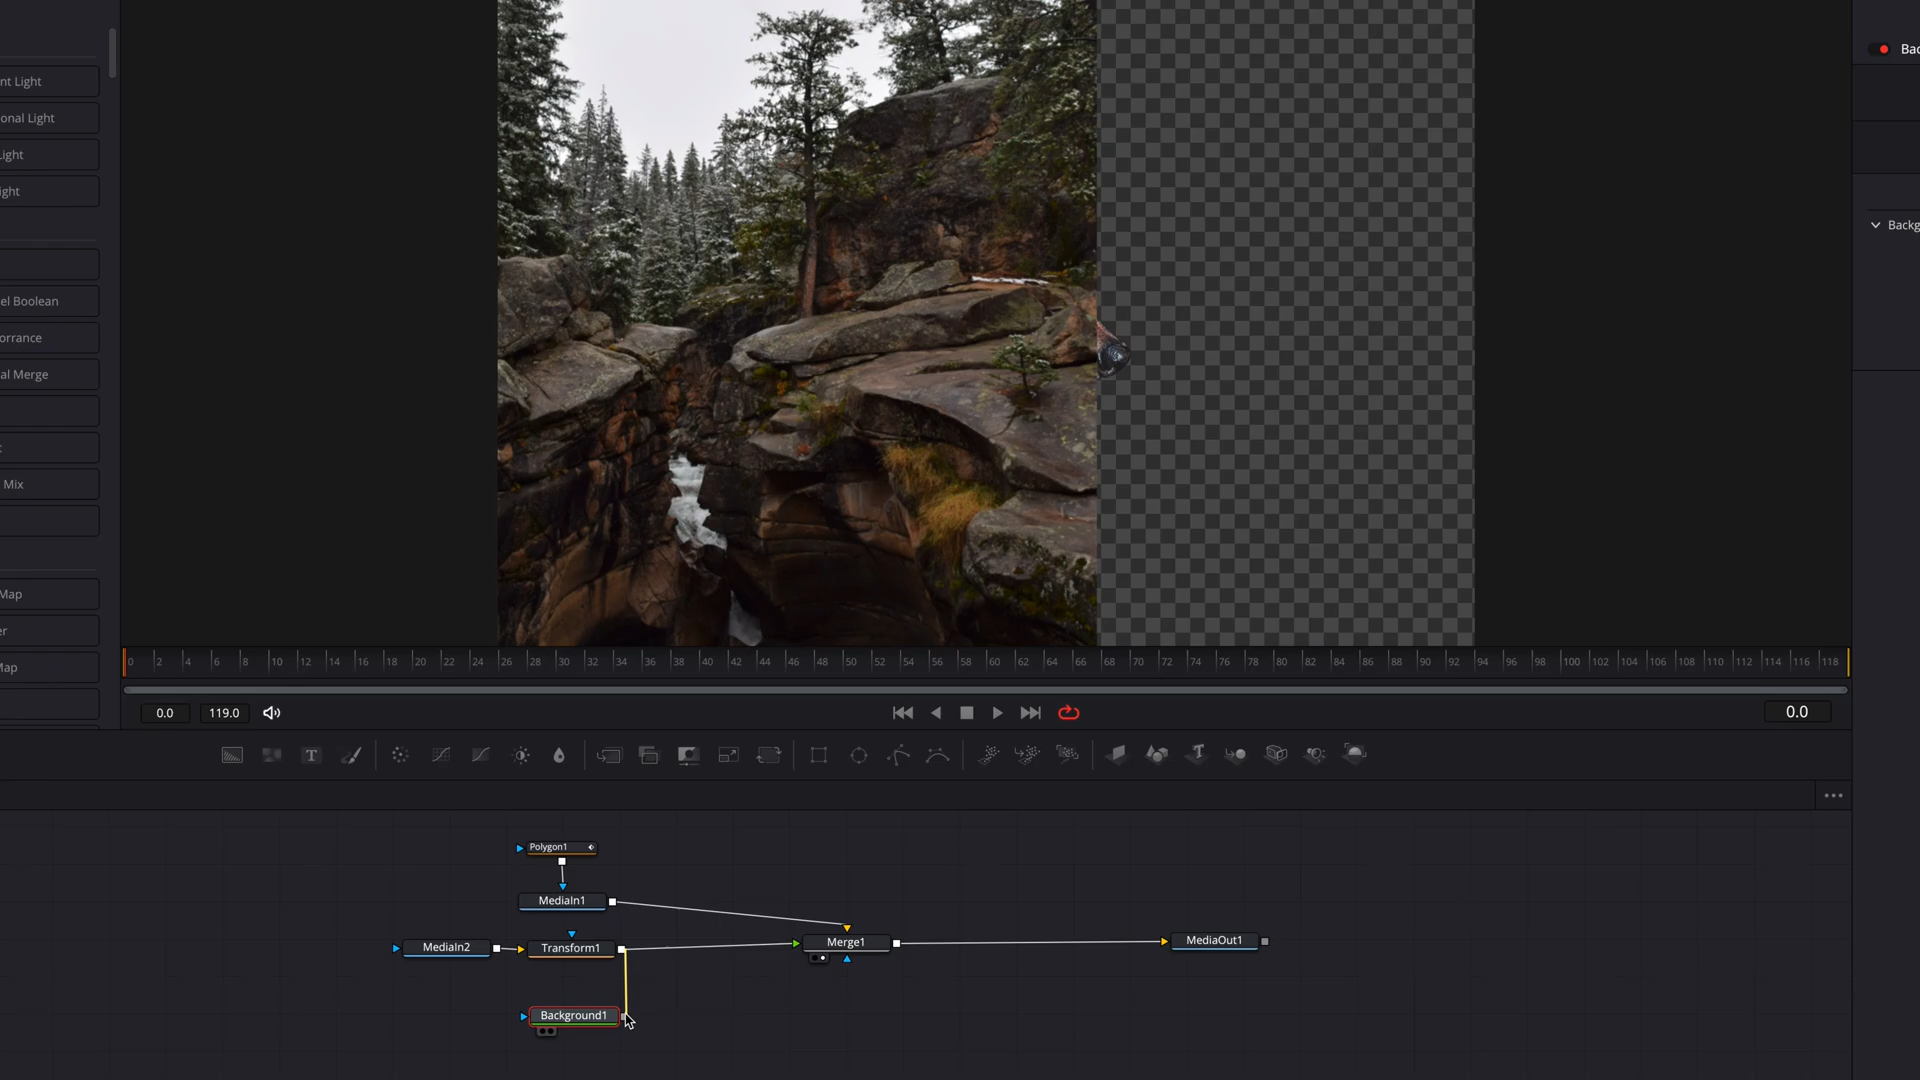 Bac
nt Light
onal Light
Light
ight
Backg
el Boolean
orrance
al Merge
t
Mix
Map
er
Map
0 2 4 6 8 10 12 14 16 18 20 22 24 26 28 30 32 34 36 38 40 42 44 46 48 50 52 54 56 58 60 62 64 66 68 70 72 74 76 78 80 82 84 86 88 90 92 94 96 98 100 102 104 106 108 110 112 114 116 118
0.0 119.0 0.0
T
T
Polygon1
MediaIn1
MediaIn2 Transform1 Merge1 MediaOut1
Background1